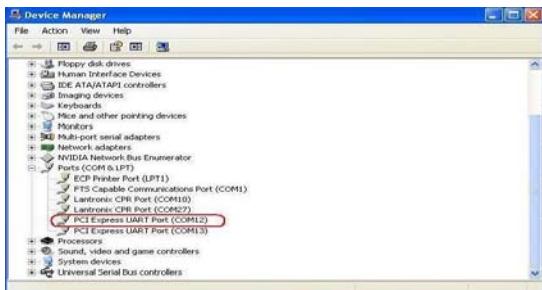 Device Manager
File Action View Help
Floppy disk drives
Human Interface Devices
IDE ATA/ATAPI controllers
Imaging devices
Keyboards
Mice and other pointing devices
Monitors
Multi-port serial adapters
Network adapters
NVIDIA Network Bus Enumerator
Ports (COM & LPT)
ECP Printer Port (LPT1)
FTS Capable Communications Port (COM1)
Lantronix CPR Port (COM10)
Lantronix CPR Port (COM27)
PCI Express UART Port (COM12)
PCI Express UART Port (COM13)
Processors
Sound, video and game controllers
System devices
Universal Serial Bus controllers